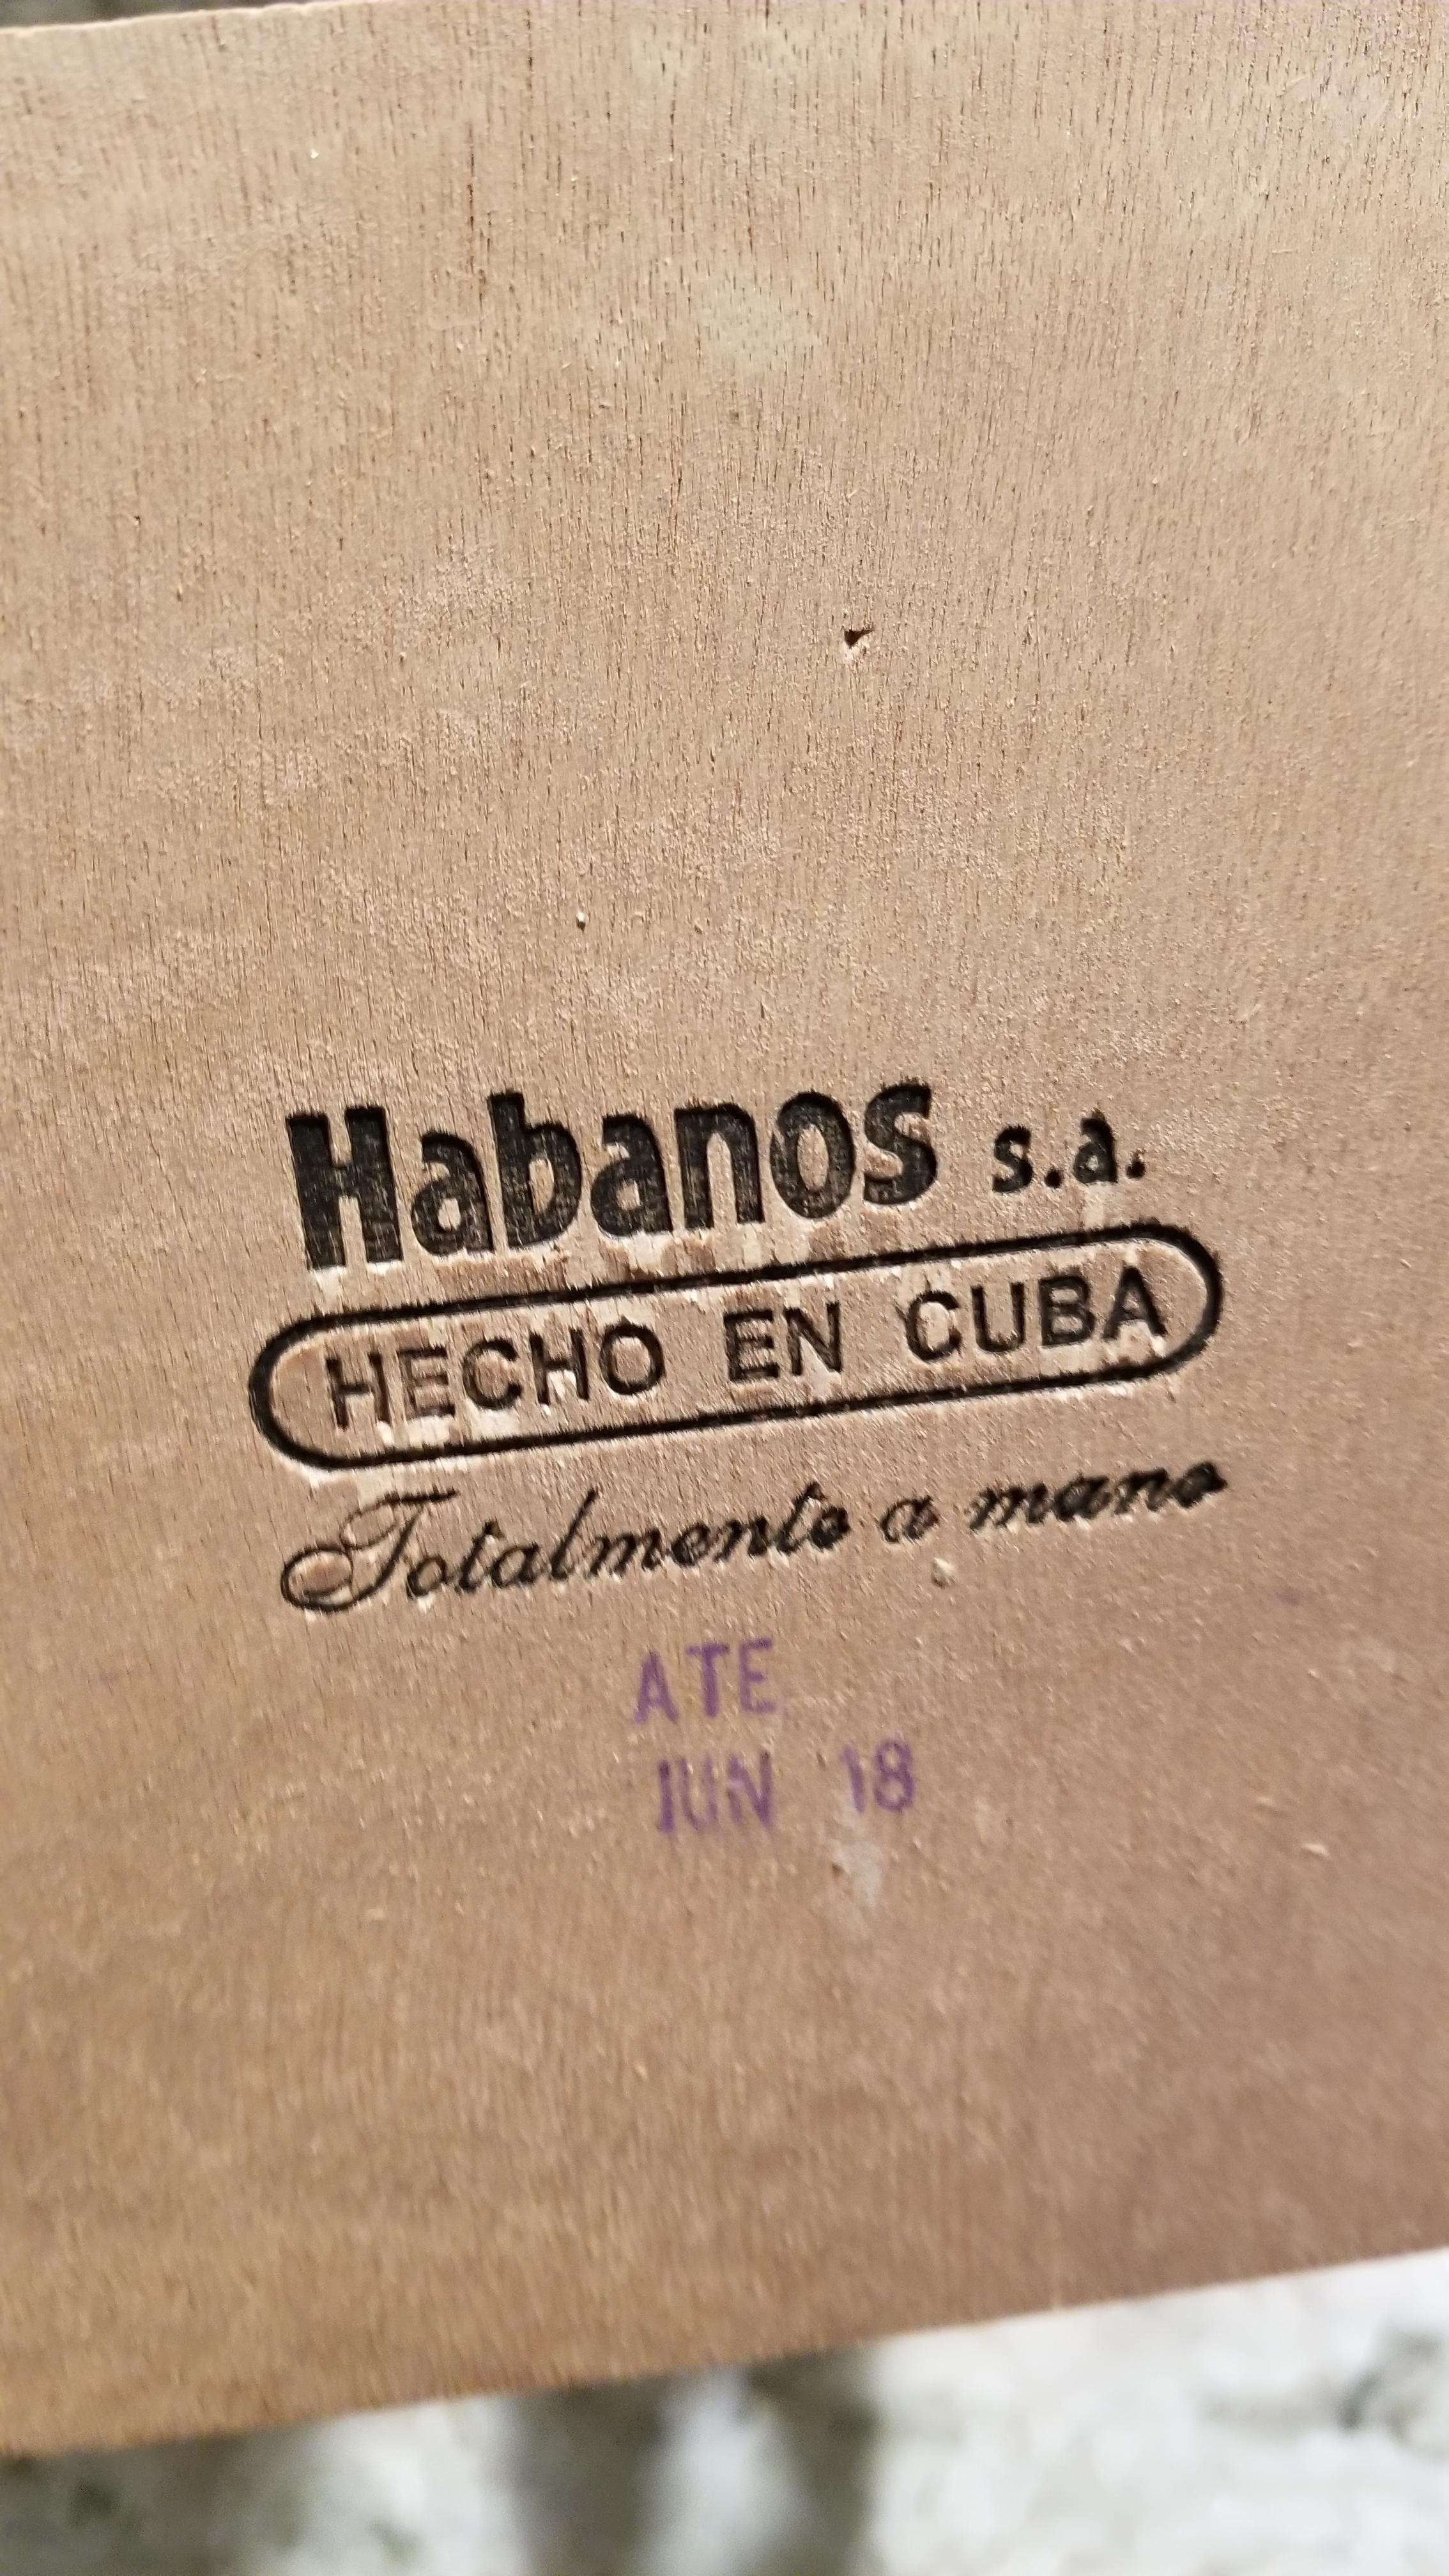 Habanos s.a.
HECHO EN CUBA
Totalmente a mano
ATE
JUN 18